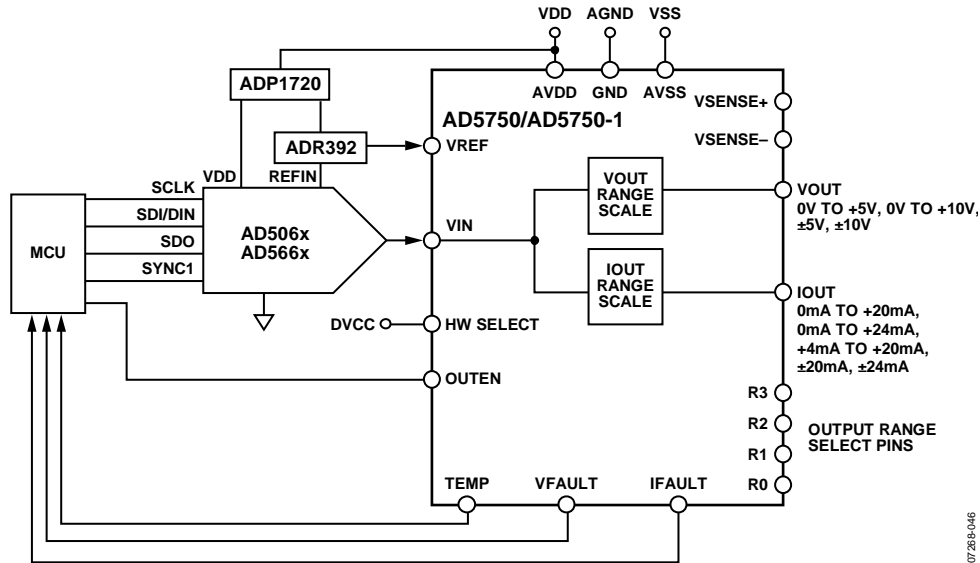 VDD AGND VSS
ADP1720
AVDD GND AVSS
VSENSE+
AD5750/AD5750-1
VSENSE–
ADR392
VREF
VDD REFIN
SCLK
SDI/DIN
SDO
SYNC1
MCU
AD506x
AD566x
VIN
VOUT
RANGE
SCALE
VOUT
0V TO +5V, 0V TO +10V,
±5V, ±10V
IOUT
RANGE
SCALE
IOUT
0mA TO +20mA,
0mA TO +24mA,
+4mA TO +20mA,
±20mA, ±24mA
DVCC
HW SELECT
OUTEN
R3
R2
R1
R0
OUTPUT RANGE
SELECT PINS
TEMP VFAULT IFAULT
07268-046